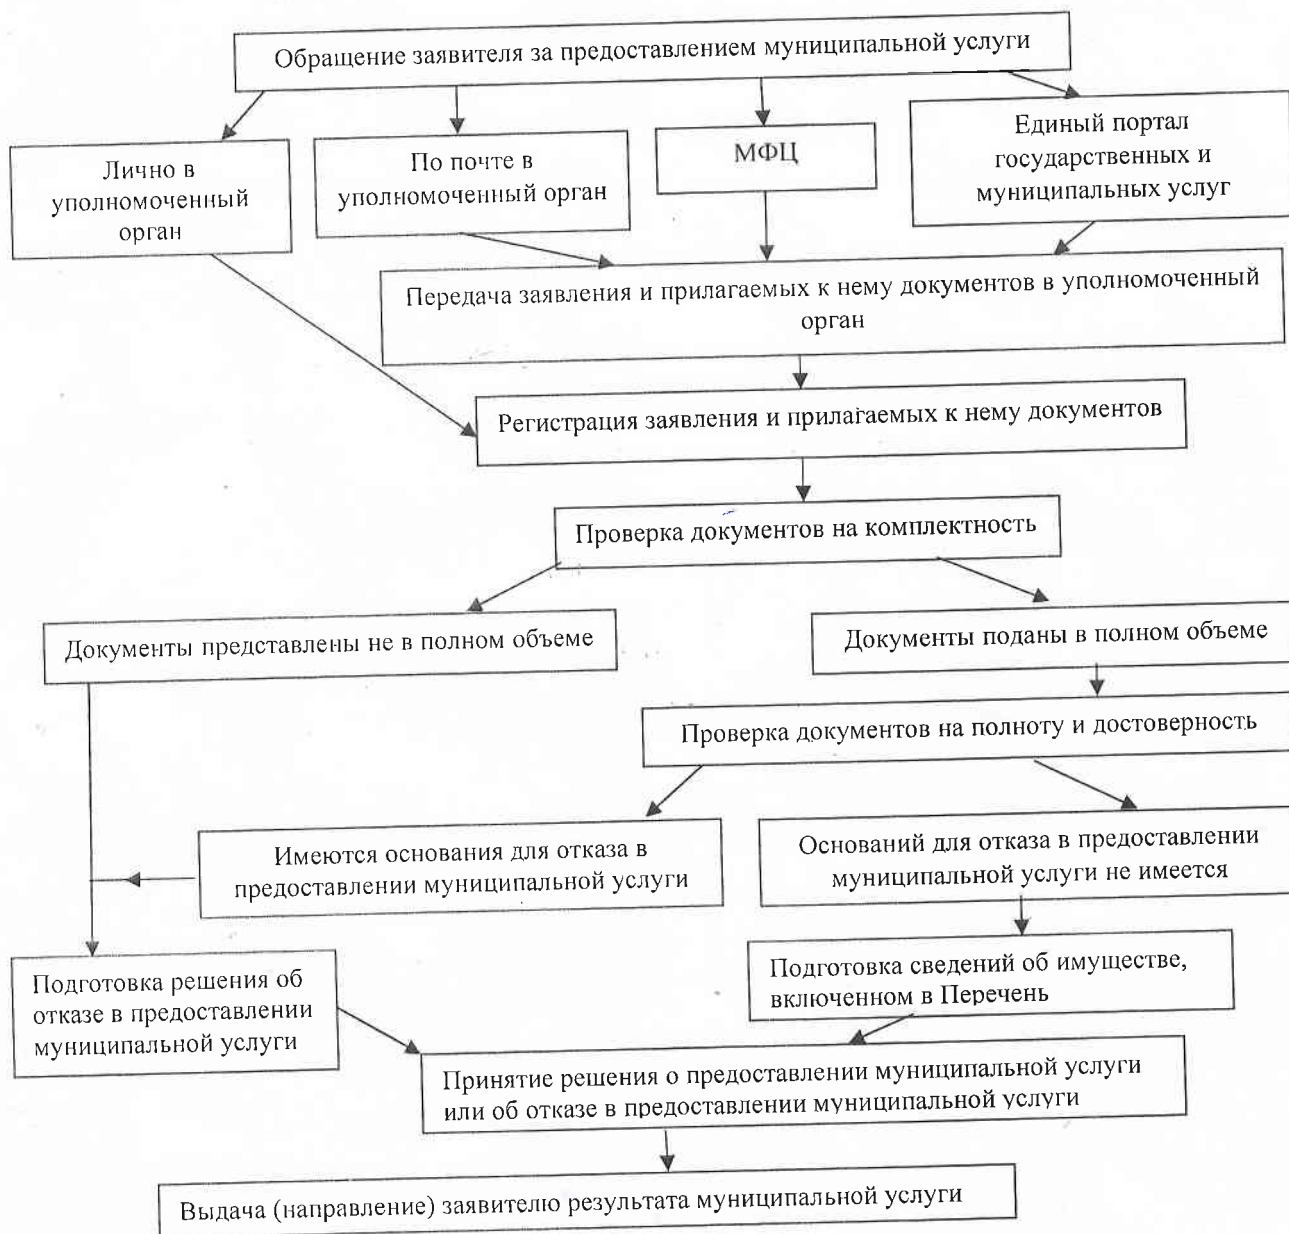 Обращение заявителя за предоставлением муниципальной услуги
Лично в
уполномоченный
орган
По почте в
уполномоченный орган
МФЦ
Единый портал
государственных и
муниципальных услуг
Передача заявления и прилагаемых к нему документов в уполномоченный
орган
Регистрация заявления и прилагаемых к нему документов
Проверка документов на комплектность
Документы представлены не в полном объеме
Документы поданы в полном объеме
Проверка документов на полноту и достоверность
Имеются основания для отказа в
предоставлении муниципальной услуги
Оснований для отказа в предоставлении
муниципальной услуги не имеется
Подготовка решения об
отказе в предоставлении
муниципальной услуги
Подготовка сведений об имуществе,
включенном в Перечень
Принятие решения о предоставлении муниципальной услуги
или об отказе в предоставлении муниципальной услуги
Выдача (направление) заявителю результата муниципальной услуги